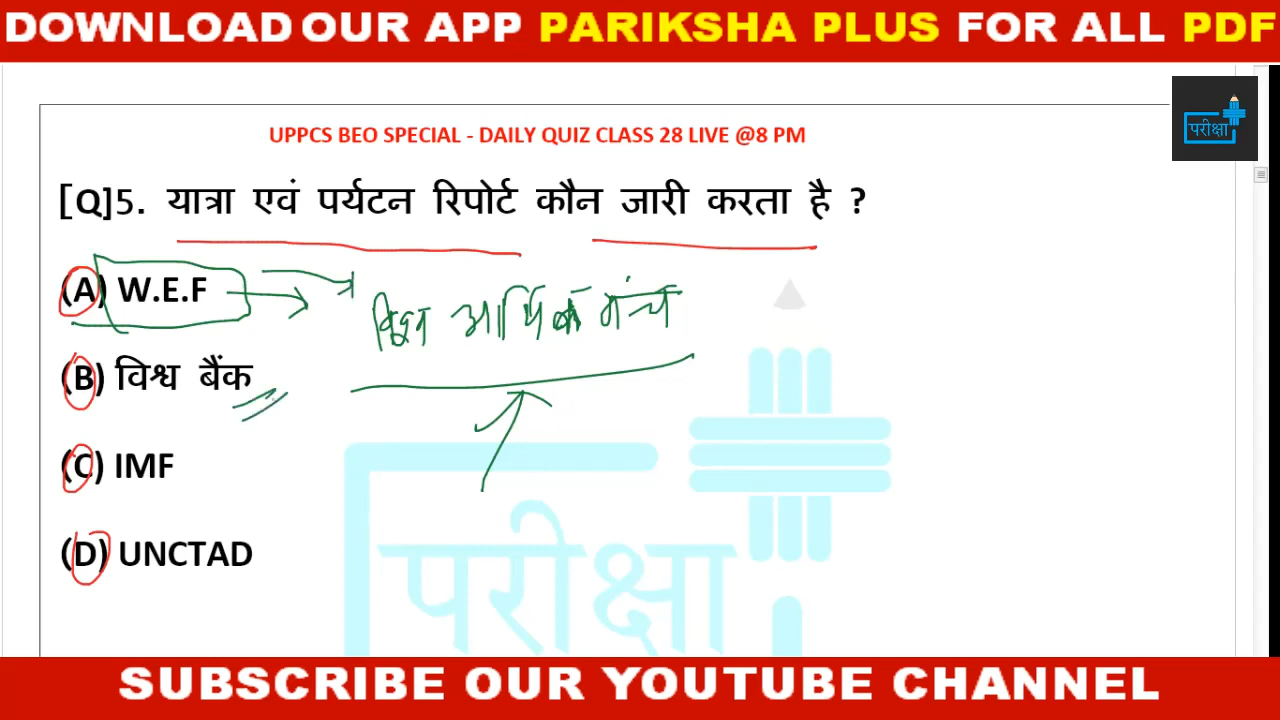 DOWNLOAD OUR APP PARIKSHA PLUS FOR ALL PDF
परीक्षा
UPPCS BEO SPECIAL - DAILY QUIZ CLASS 28 LIVE @8 PM
[Q]5. यात्रा एवं पर्यटन रिपोर्ट कौन जारी करता है ?
(A) W.E.F
विश्व आर्थिक मन्च
(B) विश्व बैंक
(C) IMF
(D) UNCTAD
परीक्षा
SUBSCRIBE OUR YOUTUBE CHANNEL